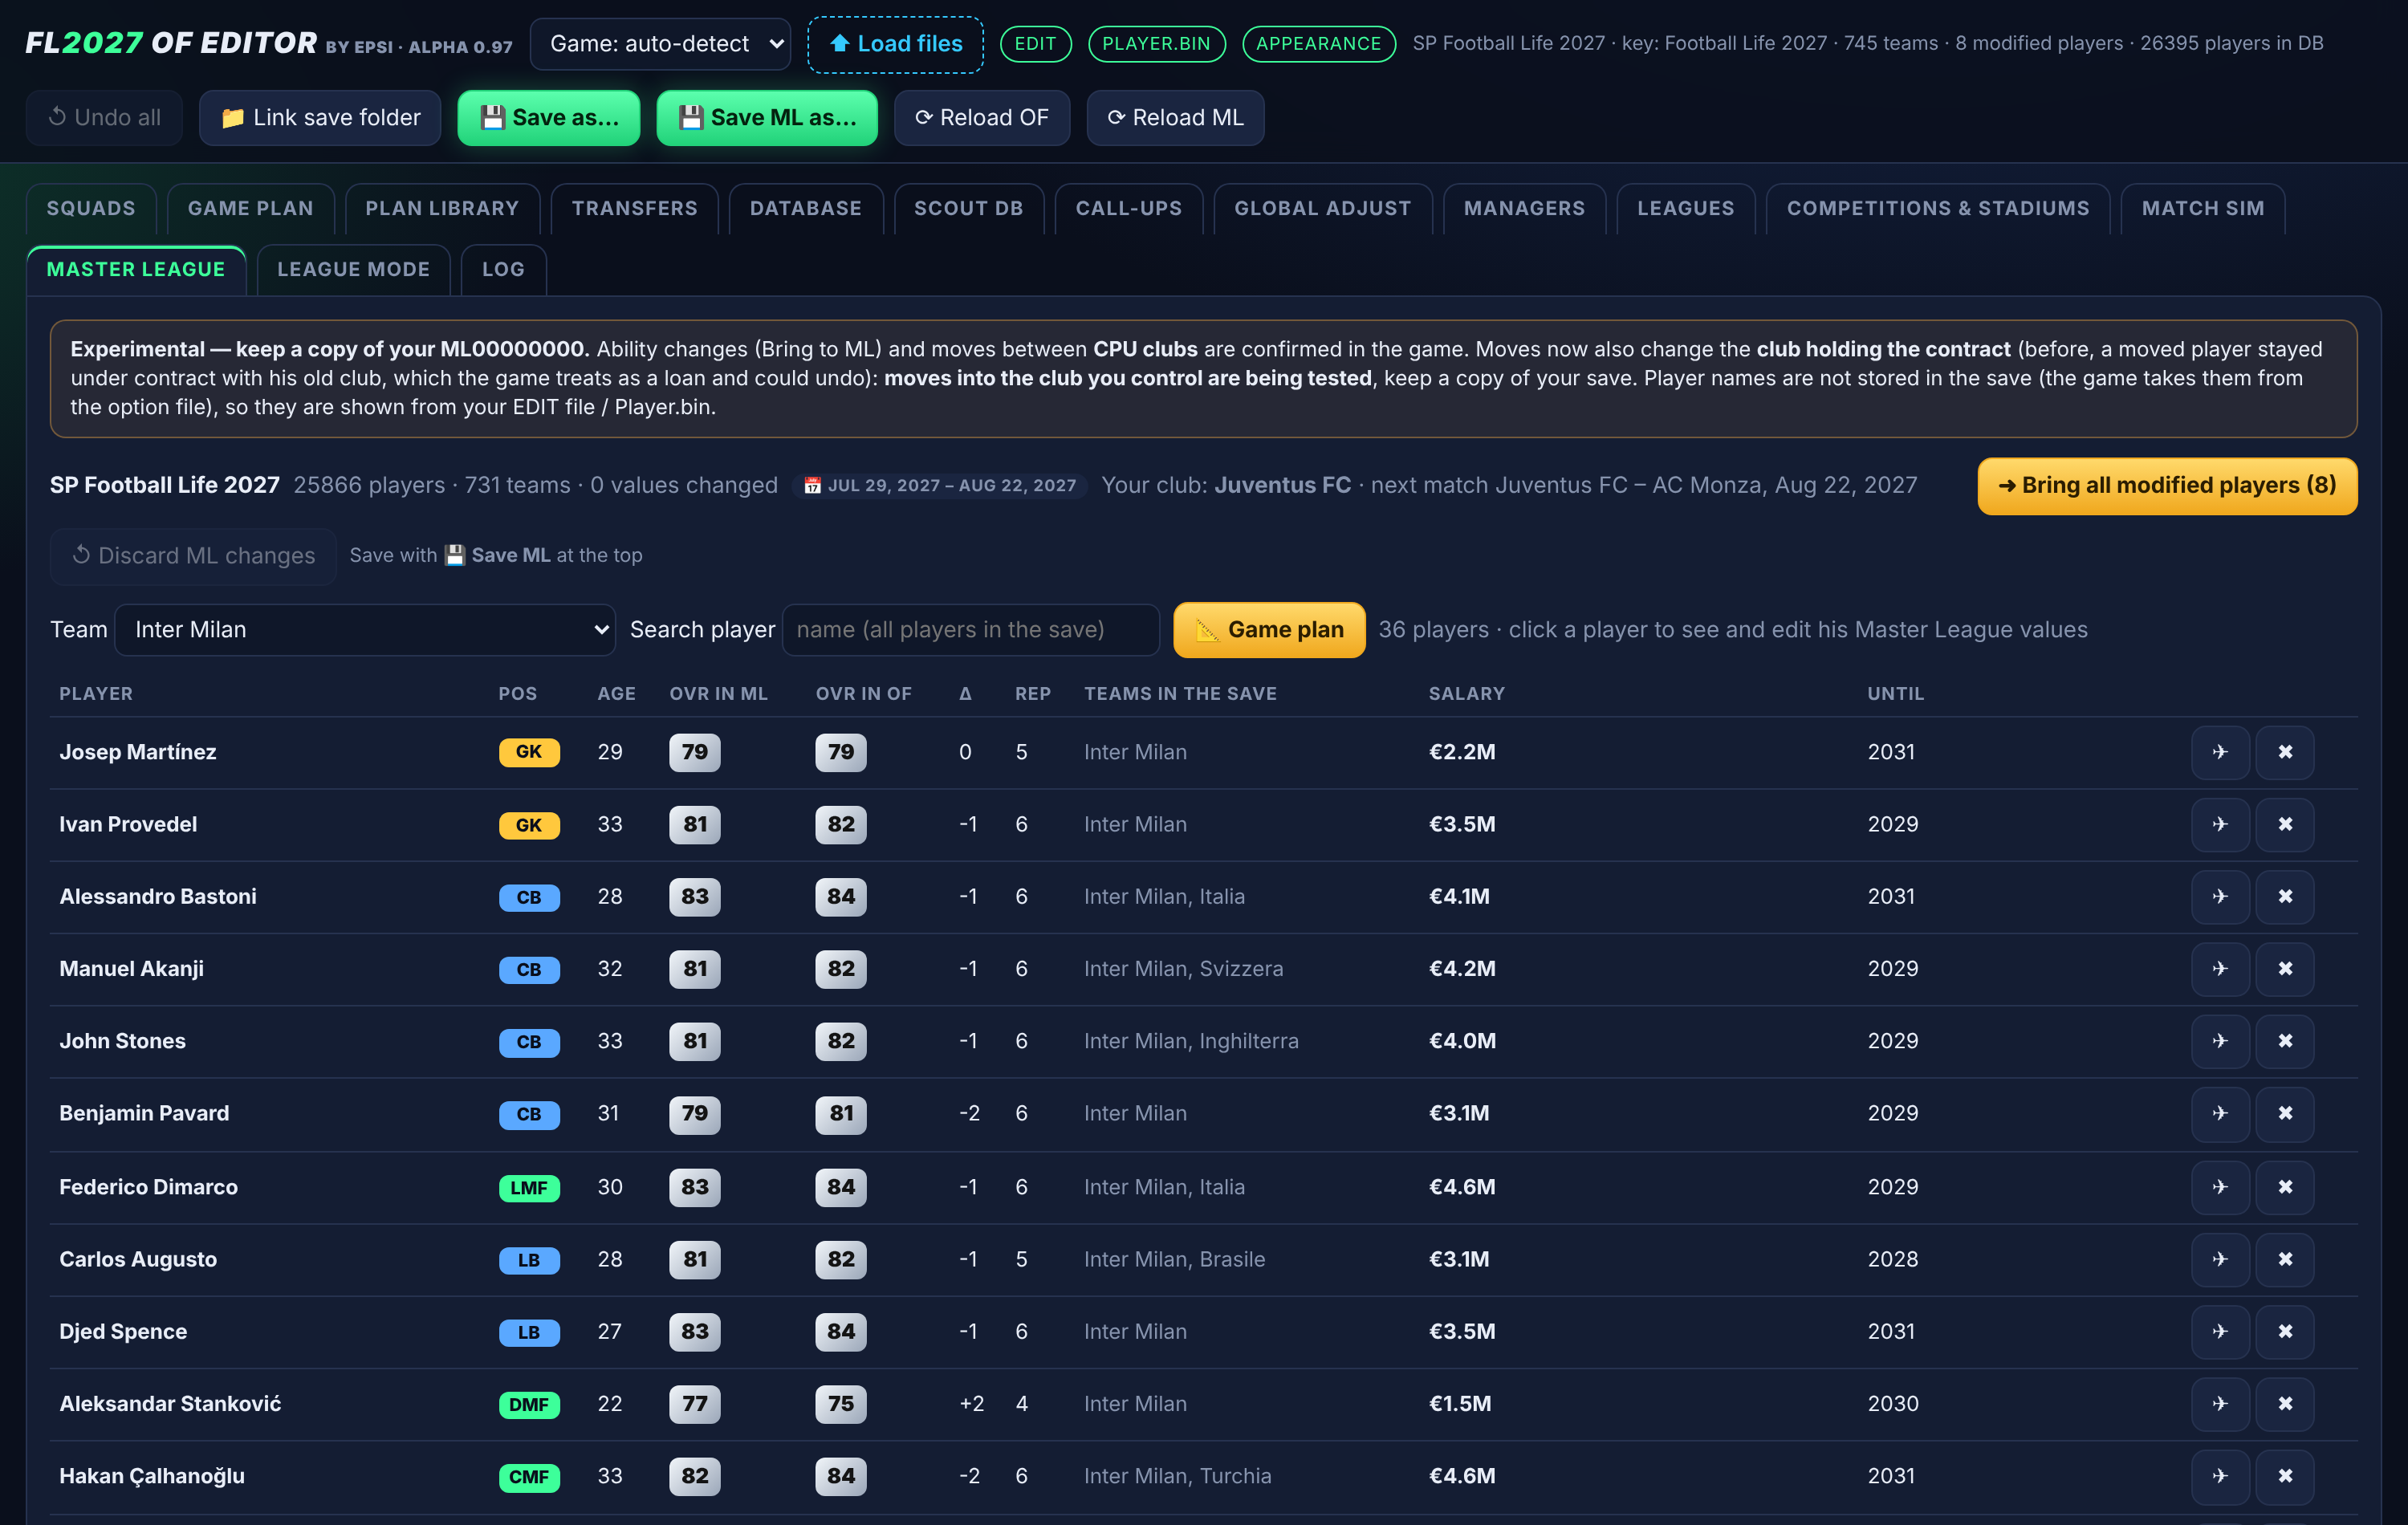 FL2027 OF EDITOR BY EPSI · ALPHA 0.97
Game: auto-detect
Load files
EDIT
PLAYER.BIN
APPEARANCE
SP Football Life 2027 · key: Football Life 2027 · 745 teams · 8 modified players · 26395 players in DB
↺ Undo all
📁 Link save folder
💾 Save as...
💾 Save ML as...
⟳ Reload OF
⟳ Reload ML
SQUADS
GAME PLAN
PLAN LIBRARY
TRANSFERS
DATABASE
SCOUT DB
CALL-UPS
GLOBAL ADJUST
MANAGERS
LEAGUES
COMPETITIONS & STADIUMS
MATCH SIM
MASTER LEAGUE
LEAGUE MODE
LOG
Experimental — keep a copy of your ML00000000. Ability changes (Bring to ML) and moves between CPU clubs are confirmed in the game. Moves now also change the club holding the contract (before, a moved player stayed
under contract with his old club, which the game treats as a loan and could undo): moves into the club you control are being tested, keep a copy of your save. Player names are not stored in the save (the game takes them from
the option file), so they are shown from your EDIT file / Player.bin.
SP Football Life 2027 25866 players · 731 teams · 0 values changed 📅 JUL 29, 2027 – AUG 22, 2027 Your club: Juventus FC · next match Juventus FC – AC Monza, Aug 22, 2027
➜ Bring all modified players (8)
↺ Discard ML changes
Save with 💾 Save ML at the top
Team Inter Milan Search player name (all players in the save) 📐 Game plan 36 players · click a player to see and edit his Master League values
PLAYER POS AGE OVR IN ML OVR IN OF Δ REP TEAMS IN THE SAVE SALARY UNTIL
Josep Martínez GK 29 79 79 0 5 Inter Milan €2.2M 2031 ✈ ✖
Ivan Provedel GK 33 81 82 -1 6 Inter Milan €3.5M 2029 ✈ ✖
Alessandro Bastoni CB 28 83 84 -1 6 Inter Milan, Italia €4.1M 2031 ✈ ✖
Manuel Akanji CB 32 81 82 -1 6 Inter Milan, Svizzera €4.2M 2029 ✈ ✖
John Stones CB 33 81 82 -1 6 Inter Milan, Inghilterra €4.0M 2029 ✈ ✖
Benjamin Pavard CB 31 79 81 -2 6 Inter Milan €3.1M 2029 ✈ ✖
Federico Dimarco LMF 30 83 84 -1 6 Inter Milan, Italia €4.6M 2029 ✈ ✖
Carlos Augusto LB 28 81 82 -1 5 Inter Milan, Brasile €3.1M 2028 ✈ ✖
Djed Spence LB 27 83 84 -1 6 Inter Milan €3.5M 2031 ✈ ✖
Aleksandar Stanković DMF 22 77 75 +2 4 Inter Milan €1.5M 2030 ✈ ✖
Hakan Çalhanoğlu CMF 33 82 84 -2 6 Inter Milan, Turchia €4.6M 2031 ✈ ✖